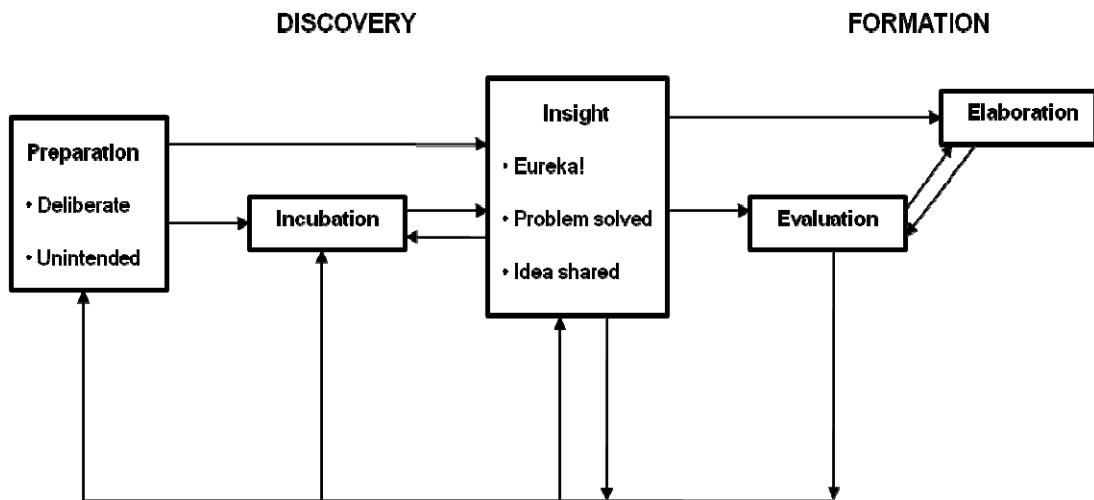 DISCOVERY
FORMATION
Preparation
• Deliberate
• Unintended
Incubation
Insight
• Eureka!
• Problem solved
• Idea shared
Evaluation
Elaboration